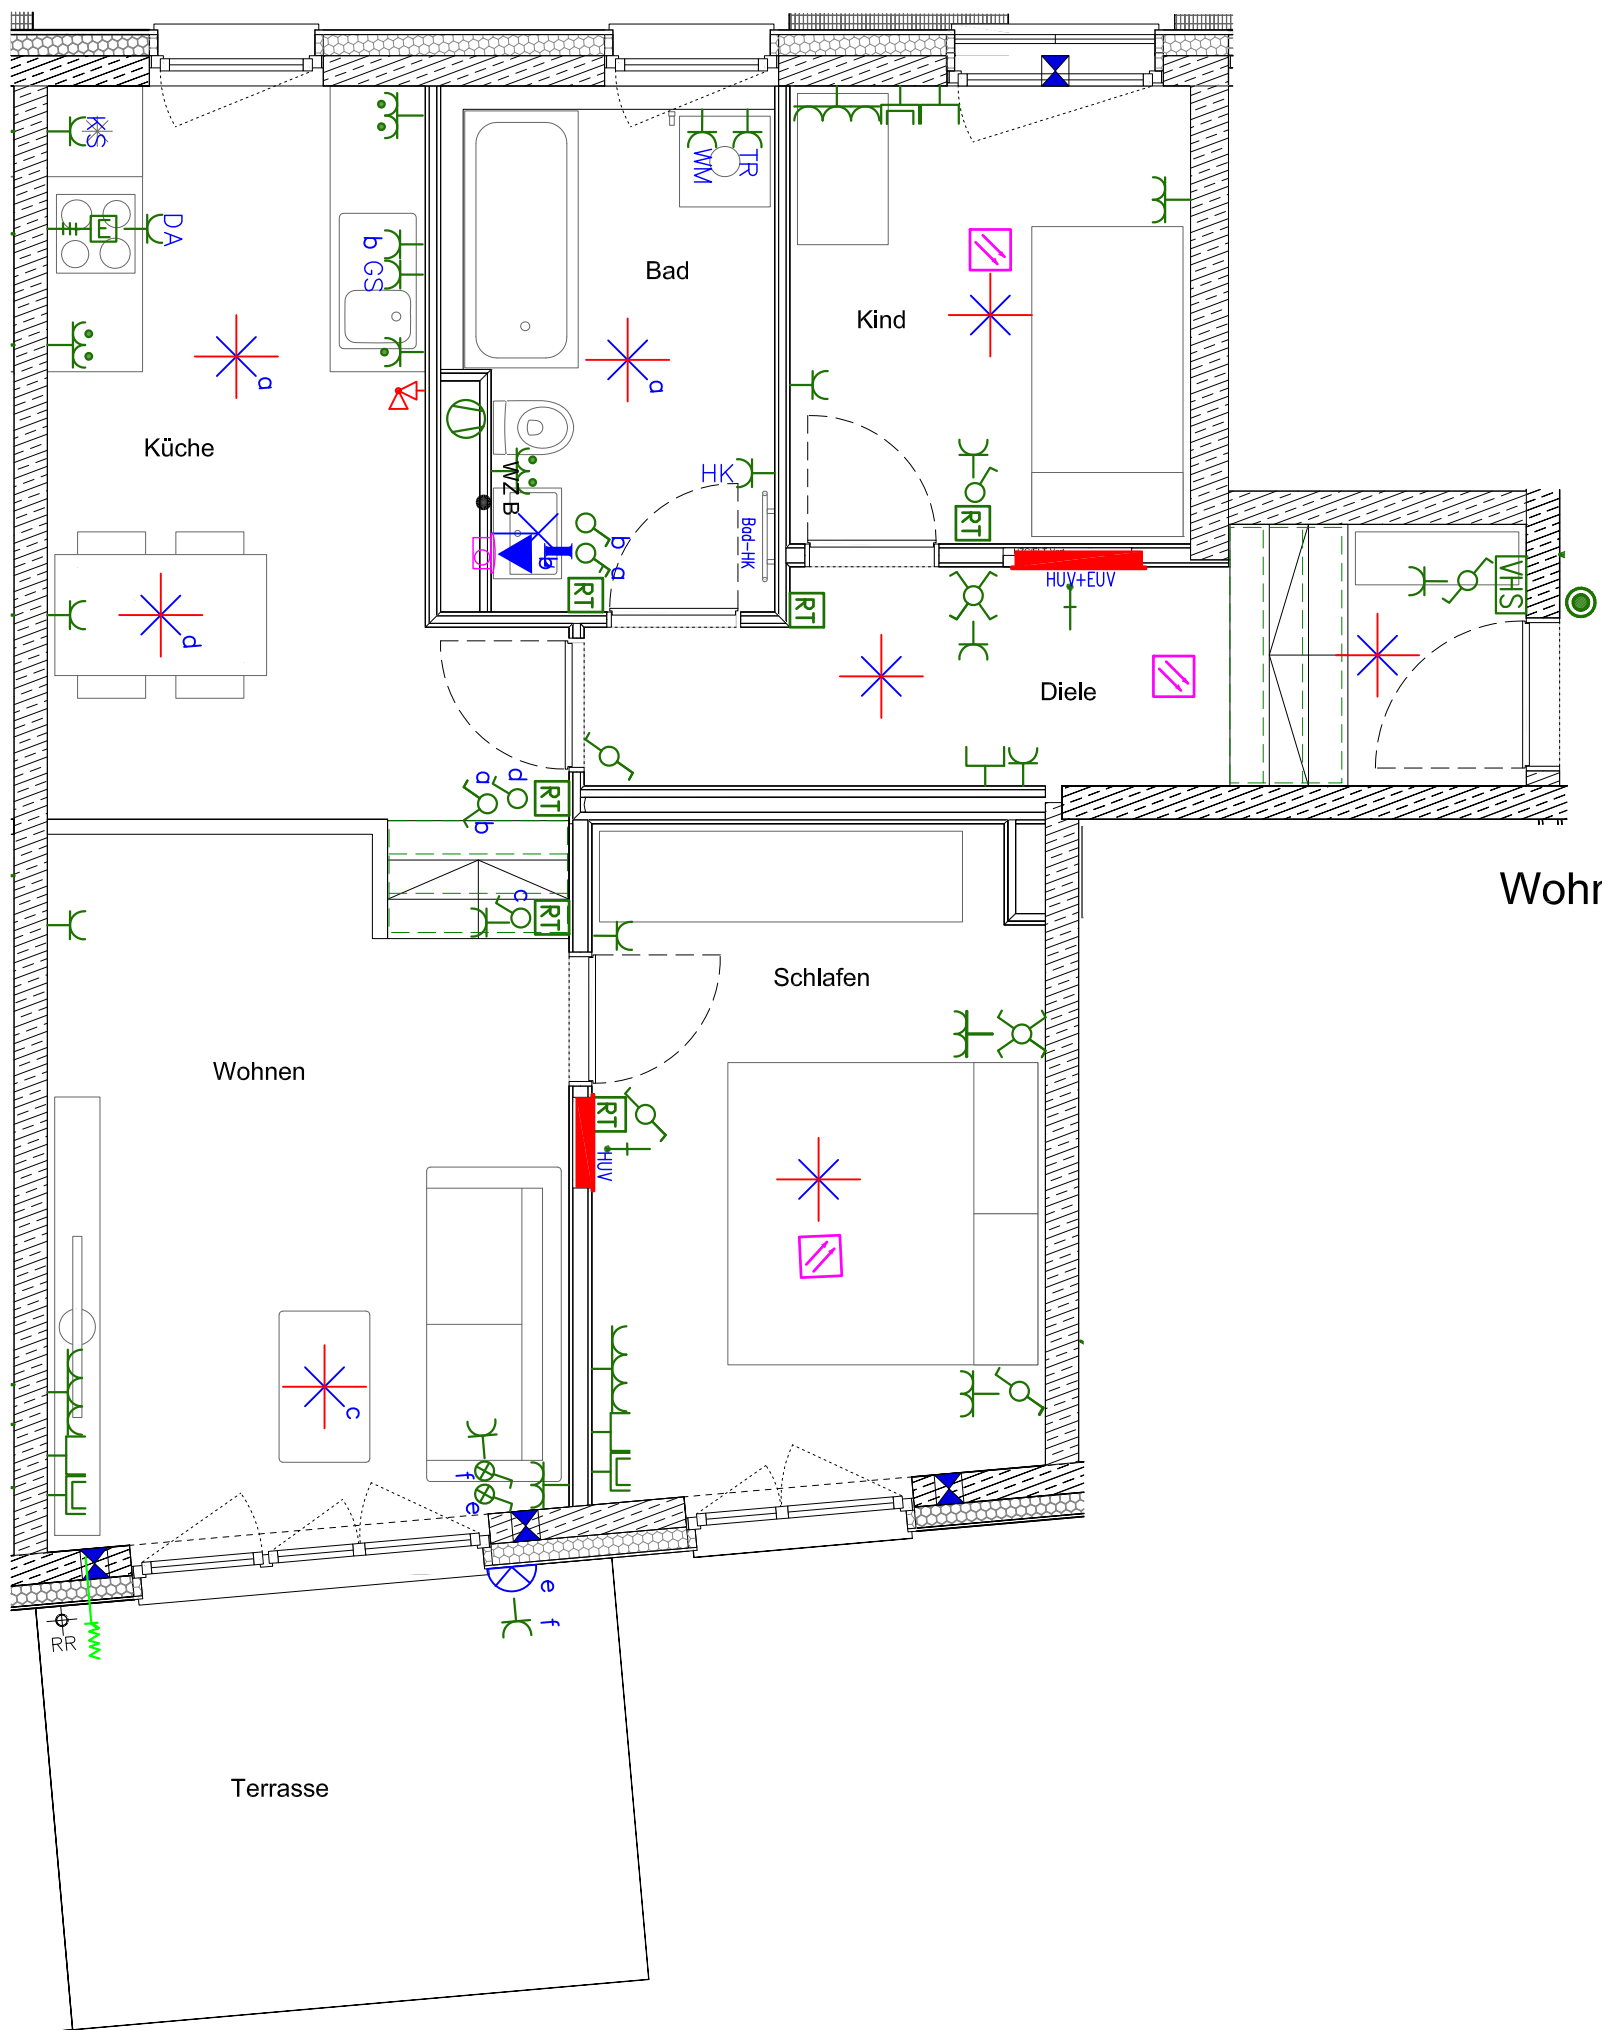 KS
DA
a
Küche
b
GS
d
WM
TR
Bad
a
WZ B
b
HK
Bad-HK
b
a
RT
Kind
RT
RT
HUV+EUV
Diele
VHS
a
d
b
RT
c
RT
Wohn
Schlafen
Wohnen
RT
HUV
c
f
e
e
f
RR
Terrasse
E